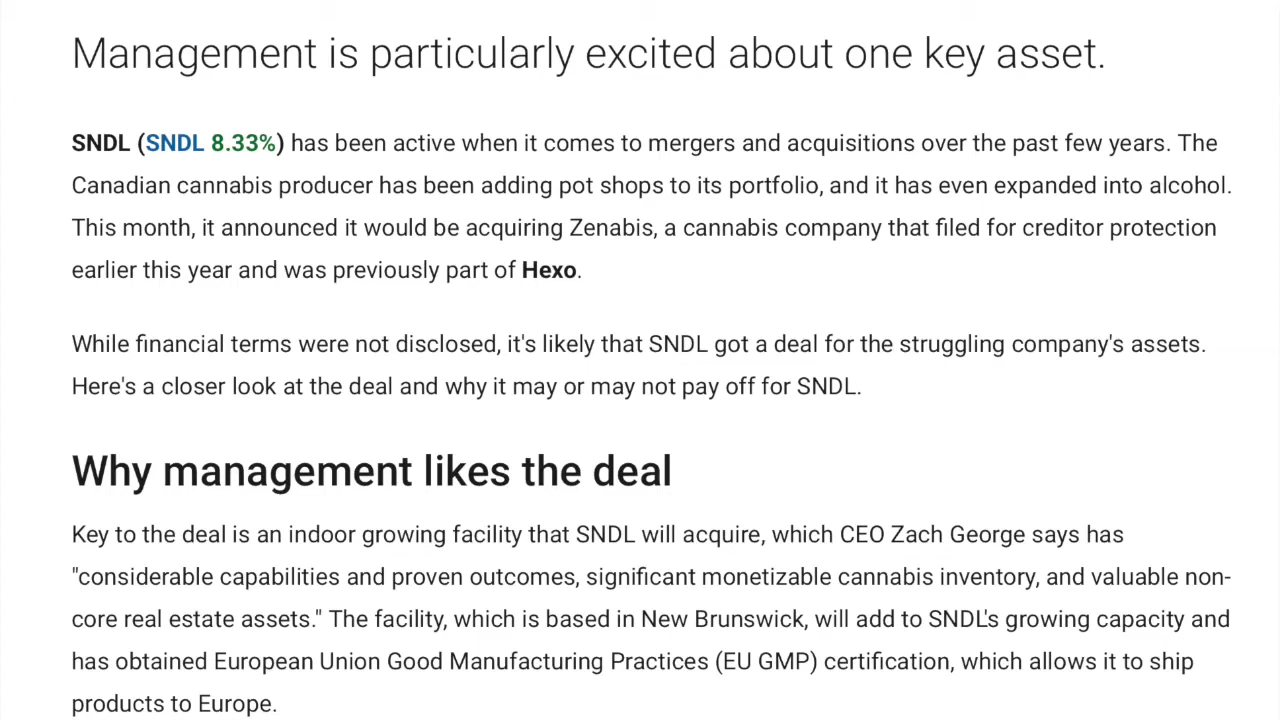 Management is particularly excited about one key asset.
SNDL (SNDL 8.33%) has been active when it comes to mergers and acquisitions over the past few years. The
Canadian cannabis producer has been adding pot shops to its portfolio, and it has even expanded into alcohol.
This month, it announced it would be acquiring Zenabis, a cannabis company that filed for creditor protection
earlier this year and was previously part of Hexo.
While financial terms were not disclosed, it's likely that SNDL got a deal for the struggling company's assets.
Here's a closer look at the deal and why it may or may not pay off for SNDL.
Why management likes the deal
Key to the deal is an indoor growing facility that SNDL will acquire, which CEO Zach George says has
"considerable capabilities and proven outcomes, significant monetizable cannabis inventory, and valuable non-
core real estate assets." The facility, which is based in New Brunswick, will add to SNDL's growing capacity and
has obtained European Union Good Manufacturing Practices (EU GMP) certification, which allows it to ship
products to Europe.